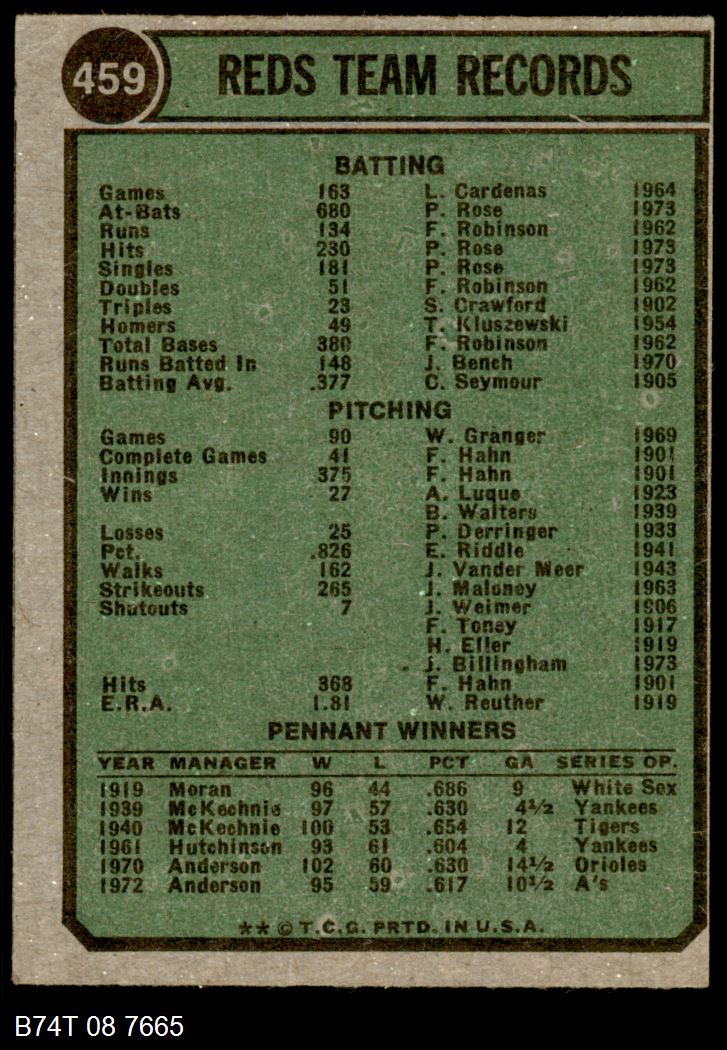 459
REDS TEAM RECORDS
BATTING
Games 163 L. Cardenas 1964
At-Bats 680 P. Rose 1973
Runs 134 F. Robinson 1962
Hits 230 P. Rose 1973
Singles 181 P. Rose 1973
Doubles 51 F. Robinson 1962
Triples 23 S. Crawford 1902
Homers 49 T. Kluszewski 1954
Total Bases 380 F. Robinson 1962
Runs Batted In 148 J. Bench 1970
Batting Avg. .377 C. Seymour 1905
PITCHING
Games 90 W. Granger 1969
Complete Games 41 F. Hahn 1901
Innings 375 F. Hahn 1901
Wins 27 A. Luque 1923
B. Walters 1939
Losses 25 P. Derringer 1933
Pct. .826 E. Riddle 1941
Walks 162 J. Vander Meer 1943
Strikeouts 265 J. Maloney 1963
Shutouts 7 J. Weimer 1906
F. Toney 1917
H. Eller 1919
J. Billingham 1973
Hits 368 F. Hahn 1901
E.R.A. 1.81 W. Reuther 1919
PENNANT WINNERS
YEAR MANAGER W L PCT GA SERIES OP.
1919 Moran 96 44 .686 9 White Sox
1939 McKechnie 97 57 .630 4½ Yankees
1940 McKechnie 100 53 .654 12 Tigers
1961 Hutchinson 93 61 .604 4 Yankees
1970 Anderson 102 60 .630 14½ Orioles
1972 Anderson 95 59 .617 10½ A's
** © T.C.G. PRTD. IN U.S.A.
B74T 08 7665